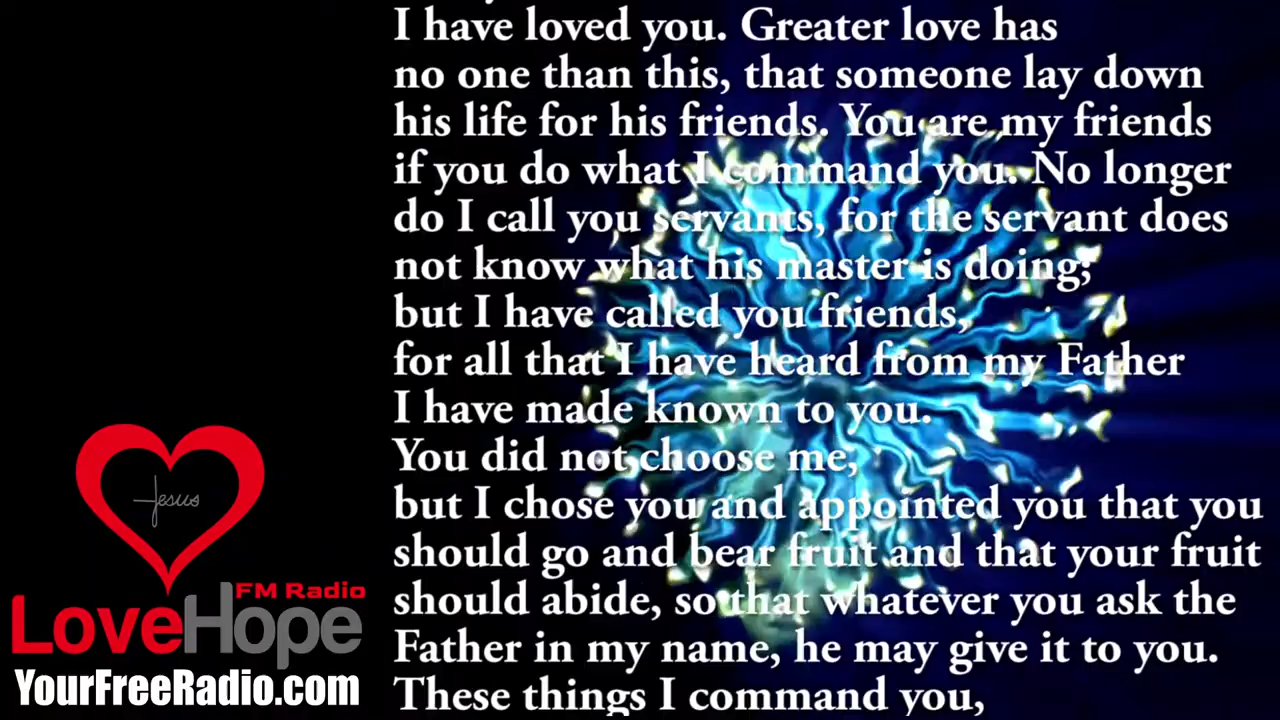 I have loved you. Greater love has
no one than this, that someone lay down
his life for his friends. You are my friends
if you do what I command you. No longer
do I call you servants, for the servant does
not know what his master is doing;
but I have called you friends,
for all that I have heard from my Father
I have made known to you.
You did not choose me,
but I chose you and appointed you that you
should go and bear fruit and that your fruit
should abide, so that whatever you ask the
Father in my name, he may give it to you.
These things I command you,
Jesus
FM Radio
LoveHope
YourFreeRadio.com